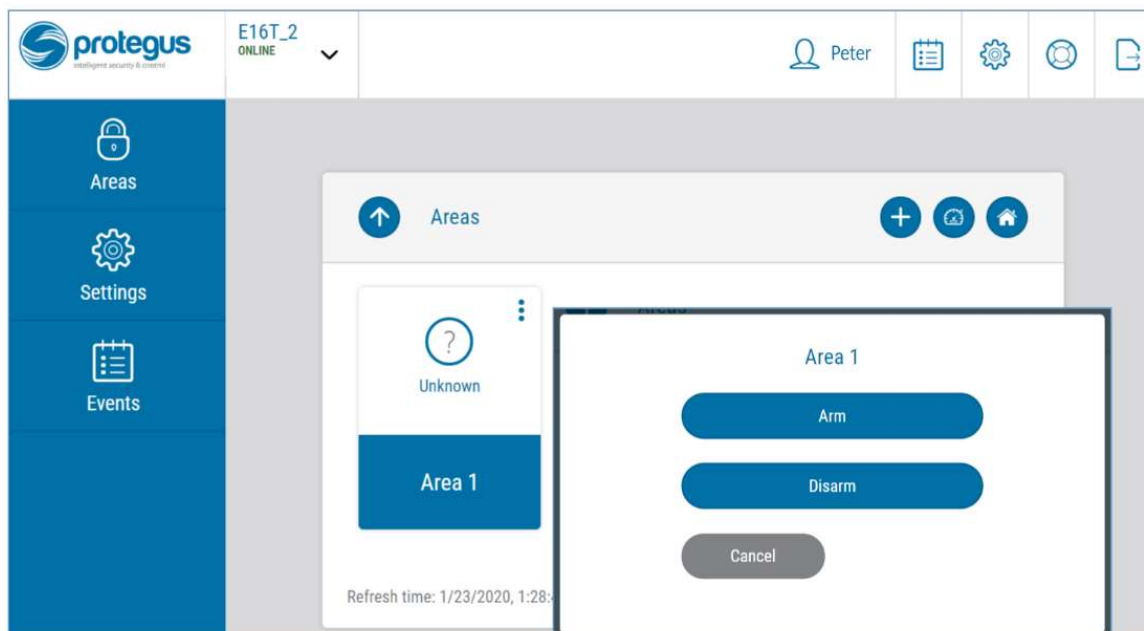 protegus
intelligent security & control
E16T_2
ONLINE
Peter
Areas
Settings
Events
Areas
?
Unknown
Area 1
Refresh time: 1/23/2020, 1:28:
Areas
Area 1
Arm
Disarm
Cancel